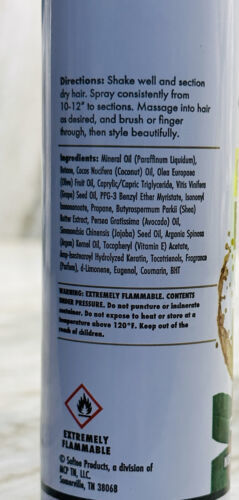 Directions: Shake well and section
dry hair. Spray consistently from
10-12" to sections. Massage into hair
as desired, and brush or finger
through, then style beautifully.
Ingredients: Mineral Oil (Paraffinum Liquidum),
Butane, Cocos Nocifera (Coconut) Oil, Olea Europaea
(Olive) Fruit Oil, Caprylic/Capric Triglyceride, Vitis Vinifera
(Grape) Seed Oil, PPG-3 Benzyl Ether Myristate, Isononyl
Isononanoate, Propane, Butyrospermum Parkii (Shea)
Butter Extract, Persea Gratissima (Avocado) Oil,
Simmondsia Chinensis (Jojoba) Seed Oil, Argania Spinosa
(Argan) Kernel Oil, Tocopheryl (Vitamin E) Acetate,
Hydrolyzed Keratin, Tocotrienols, Fragrance
(Parfum), d-Limonene, Eugenol, Coumarin, BHT
WARNING: EXTREMELY FLAMMABLE. CONTENTS
UNDER PRESSURE. Do not puncture or incinerate
container. Do not expose to heat or store at a
temperature above 120°F. Keep out of the
reach of children.
EXTREMELY
FLAMMABLE
© Softee Products, a division of
MCP TN, LLC.
Somerville, TN 38068